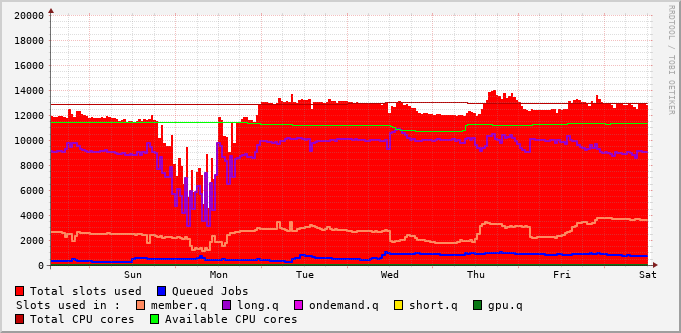 20000
18000
16000
14000
12000
10000
8000
6000
4000
2000
0
Sun Mon Tue Wed Thu Fri Sat
RRDTOOL / TOBI OETIKER
Total slots used Queued Jobs
Slots used in : member.q long.q ondemand.q short.q gpu.q
Total CPU cores Available CPU cores